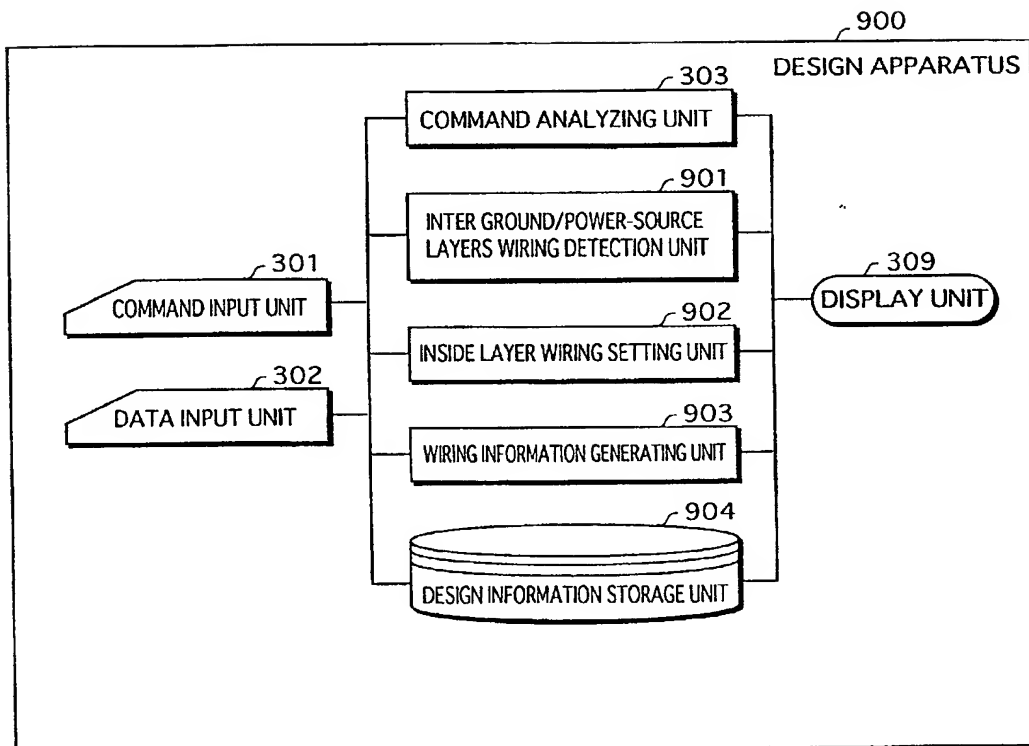 900
DESIGN APPARATUS
303
COMMAND ANALYZING UNIT
901
INTER GROUND/POWER-SOURCE
LAYERS WIRING DETECTION UNIT
301
COMMAND INPUT UNIT
309
DISPLAY UNIT
902
INSIDE LAYER WIRING SETTING UNIT
302
DATA INPUT UNIT
903
WIRING INFORMATION GENERATING UNIT
904
DESIGN INFORMATION STORAGE UNIT